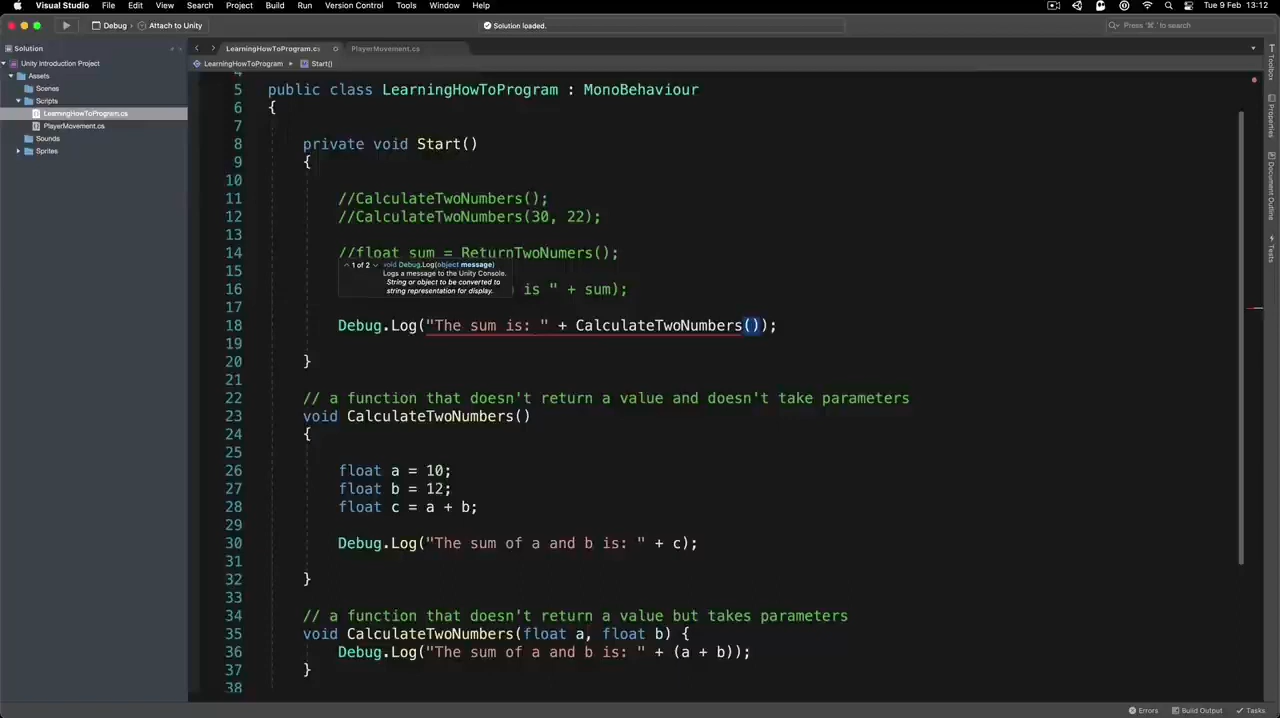 Visual Studio File Edit View Search Project Build Run Version Control Tools Window Help Tue 9 Feb 13:12
Debug Attach to Unity Solution loaded. Press '⌘.' to search
Solution
LearningHowToProgram.cs PlayerMovement.cs
LearningHowToProgram Start()
Unity Introduction Project
Assets
Scenes
Scripts
LearningHowToProgram.cs
PlayerMovement.cs
Sounds
Sprites
4
5 public class LearningHowToProgram : MonoBehaviour
6 {
7
8 private void Start()
9 {
10
11 //CalculateTwoNumbers();
12 //CalculateTwoNumbers(30, 22);
13
14 //float sum = ReturnTwoNumers();
15
16 is " + sum);
1 of 2 void Debug.Log(object message)
Logs a message to the Unity Console.
String or object to be converted to
string representation for display.
17
18 Debug.Log("The sum is: " + CalculateTwoNumbers());
19
20 }
21
22 // a function that doesn't return a value and doesn't take parameters
23 void CalculateTwoNumbers()
24 {
25
26 float a = 10;
27 float b = 12;
28 float c = a + b;
29
30 Debug.Log("The sum of a and b is: " + c);
31
32 }
33
34 // a function that doesn't return a value but takes parameters
35 void CalculateTwoNumbers(float a, float b) {
36 Debug.Log("The sum of a and b is: " + (a + b));
37 }
38
Toolbox
Properties
Document Outline
Tests
Errors Build Output Tasks